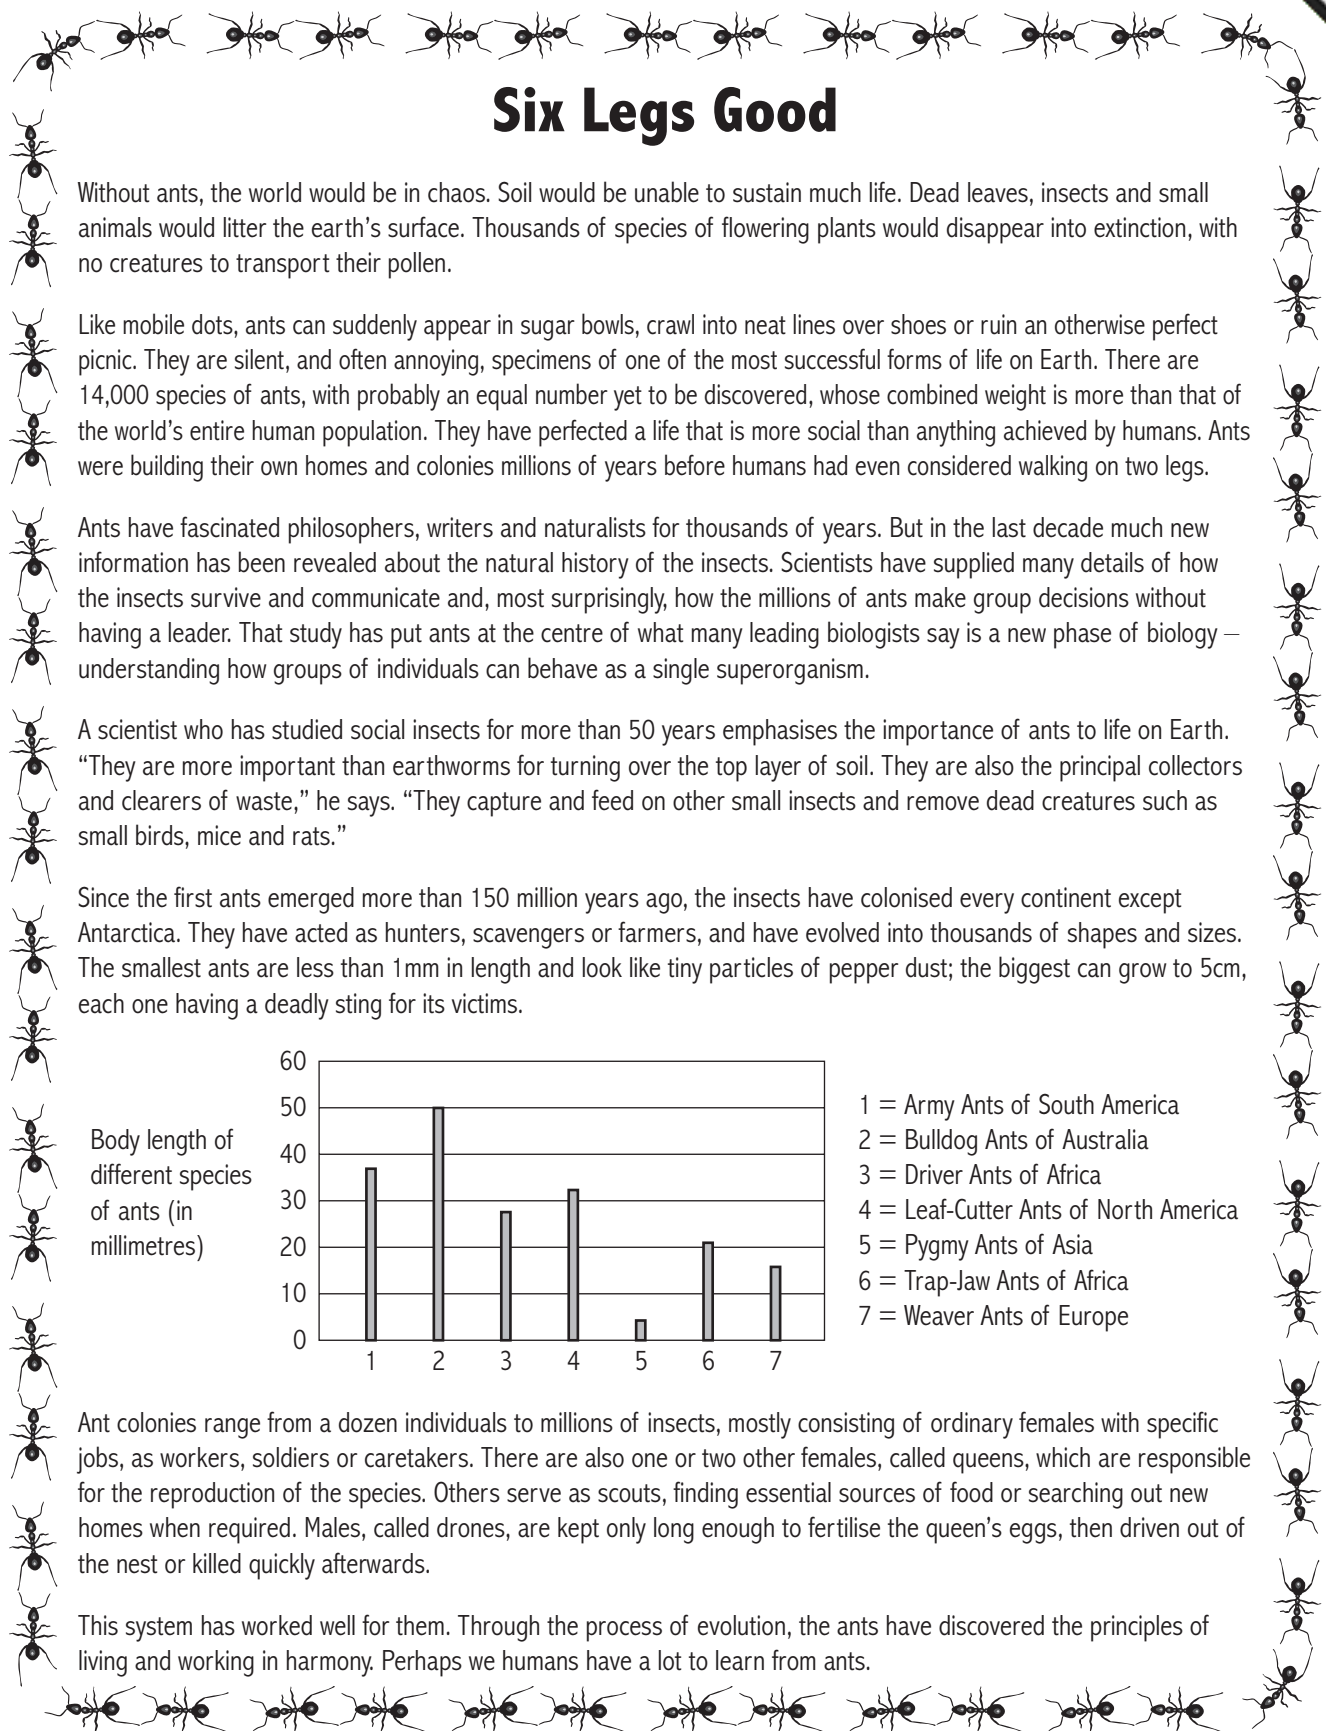 Six Legs Good
Without ants, the world would be in chaos. Soil would be unable to sustain much life. Dead leaves, insects and small
animals would litter the earth's surface. Thousands of species of flowering plants would disappear into extinction, with
no creatures to transport their pollen.
Like mobile dots, ants can suddenly appear in sugar bowls, crawl into neat lines over shoes or ruin an otherwise perfect
picnic. They are silent, and often annoying, specimens of one of the most successful forms of life on Earth. There are
14,000 species of ants, with probably an equal number yet to be discovered, whose combined weight is more than that of
the world's entire human population. They have perfected a life that is more social than anything achieved by humans. Ants
were building their own homes and colonies millions of years before humans had even considered walking on two legs.
Ants have fascinated philosophers, writers and naturalists for thousands of years. But in the last decade much new
information has been revealed about the natural history of the insects. Scientists have supplied many details of how
the insects survive and communicate and, most surprisingly, how the millions of ants make group decisions without
having a leader. That study has put ants at the centre of what many leading biologists say is a new phase of biology –
understanding how groups of individuals can behave as a single superorganism.
A scientist who has studied social insects for more than 50 years emphasises the importance of ants to life on Earth.
“They are more important than earthworms for turning over the top layer of soil. They are also the principal collectors
and clearers of waste,” he says. “They capture and feed on other small insects and remove dead creatures such as
small birds, mice and rats.”
Since the first ants emerged more than 150 million years ago, the insects have colonised every continent except
Antarctica. They have acted as hunters, scavengers or farmers, and have evolved into thousands of shapes and sizes.
The smallest ants are less than 1mm in length and look like tiny particles of pepper dust; the biggest can grow to 5cm,
each one having a deadly sting for its victims.
Body length of
different species
of ants (in
millimetres)
60
50
40
30
20
10
0
1 2 3 4 5 6 7
1 = Army Ants of South America
2 = Bulldog Ants of Australia
3 = Driver Ants of Africa
4 = Leaf-Cutter Ants of North America
5 = Pygmy Ants of Asia
6 = Trap-Jaw Ants of Africa
7 = Weaver Ants of Europe
Ant colonies range from a dozen individuals to millions of insects, mostly consisting of ordinary females with specific
jobs, as workers, soldiers or caretakers. There are also one or two other females, called queens, which are responsible
for the reproduction of the species. Others serve as scouts, finding essential sources of food or searching out new
homes when required. Males, called drones, are kept only long enough to fertilise the queen's eggs, then driven out of
the nest or killed quickly afterwards.
This system has worked well for them. Through the process of evolution, the ants have discovered the principles of
living and working in harmony. Perhaps we humans have a lot to learn from ants.